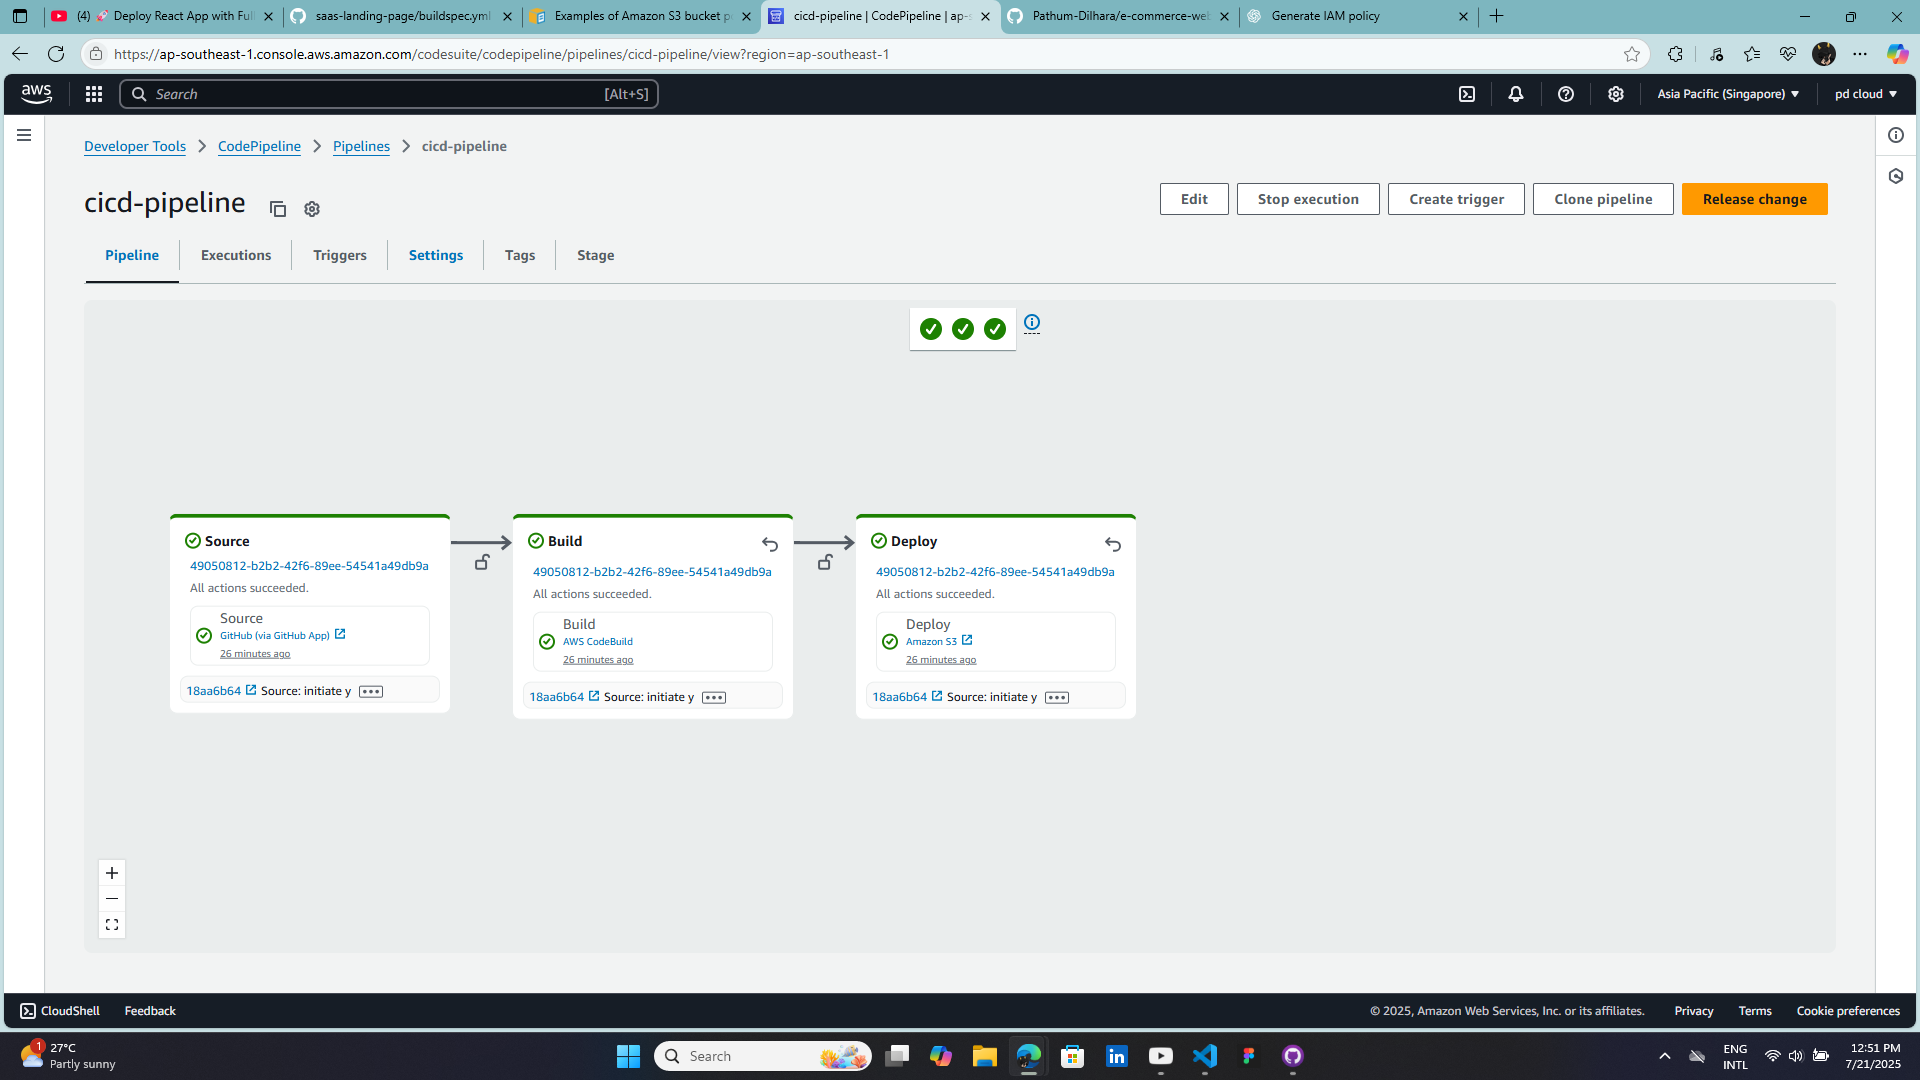 (4) 🚀 Deploy React App with Full
saas-landing-page/buildspec.yml
Examples of Amazon S3 bucket po
cicd-pipeline | CodePipeline | ap-s
Pathum-Dilhara/e-commerce-web
Generate IAM policy
https://ap-southeast-1.console.aws.amazon.com/codesuite/codepipeline/pipelines/cicd-pipeline/view?region=ap-southeast-1
aws
Search
[Alt+S]
Asia Pacific (Singapore)
pd cloud
Developer Tools
CodePipeline
Pipelines
cicd-pipeline
cicd-pipeline
Edit
Stop execution
Create trigger
Clone pipeline
Release change
Pipeline
Executions
Triggers
Settings
Tags
Stage
Source
49050812-b2b2-42f6-89ee-54541a49db9a
All actions succeeded.
Source
GitHub (via GitHub App)
26 minutes ago
18aa6b64 Source: initiate y
Build
49050812-b2b2-42f6-89ee-54541a49db9a
All actions succeeded.
Build
AWS CodeBuild
26 minutes ago
18aa6b64 Source: initiate y
Deploy
49050812-b2b2-42f6-89ee-54541a49db9a
All actions succeeded.
Deploy
Amazon S3
26 minutes ago
18aa6b64 Source: initiate y
CloudShell
Feedback
© 2025, Amazon Web Services, Inc. or its affiliates.
Privacy
Terms
Cookie preferences
1
27°C
Partly sunny
Search
ENG
INTL
12:51 PM
7/21/2025